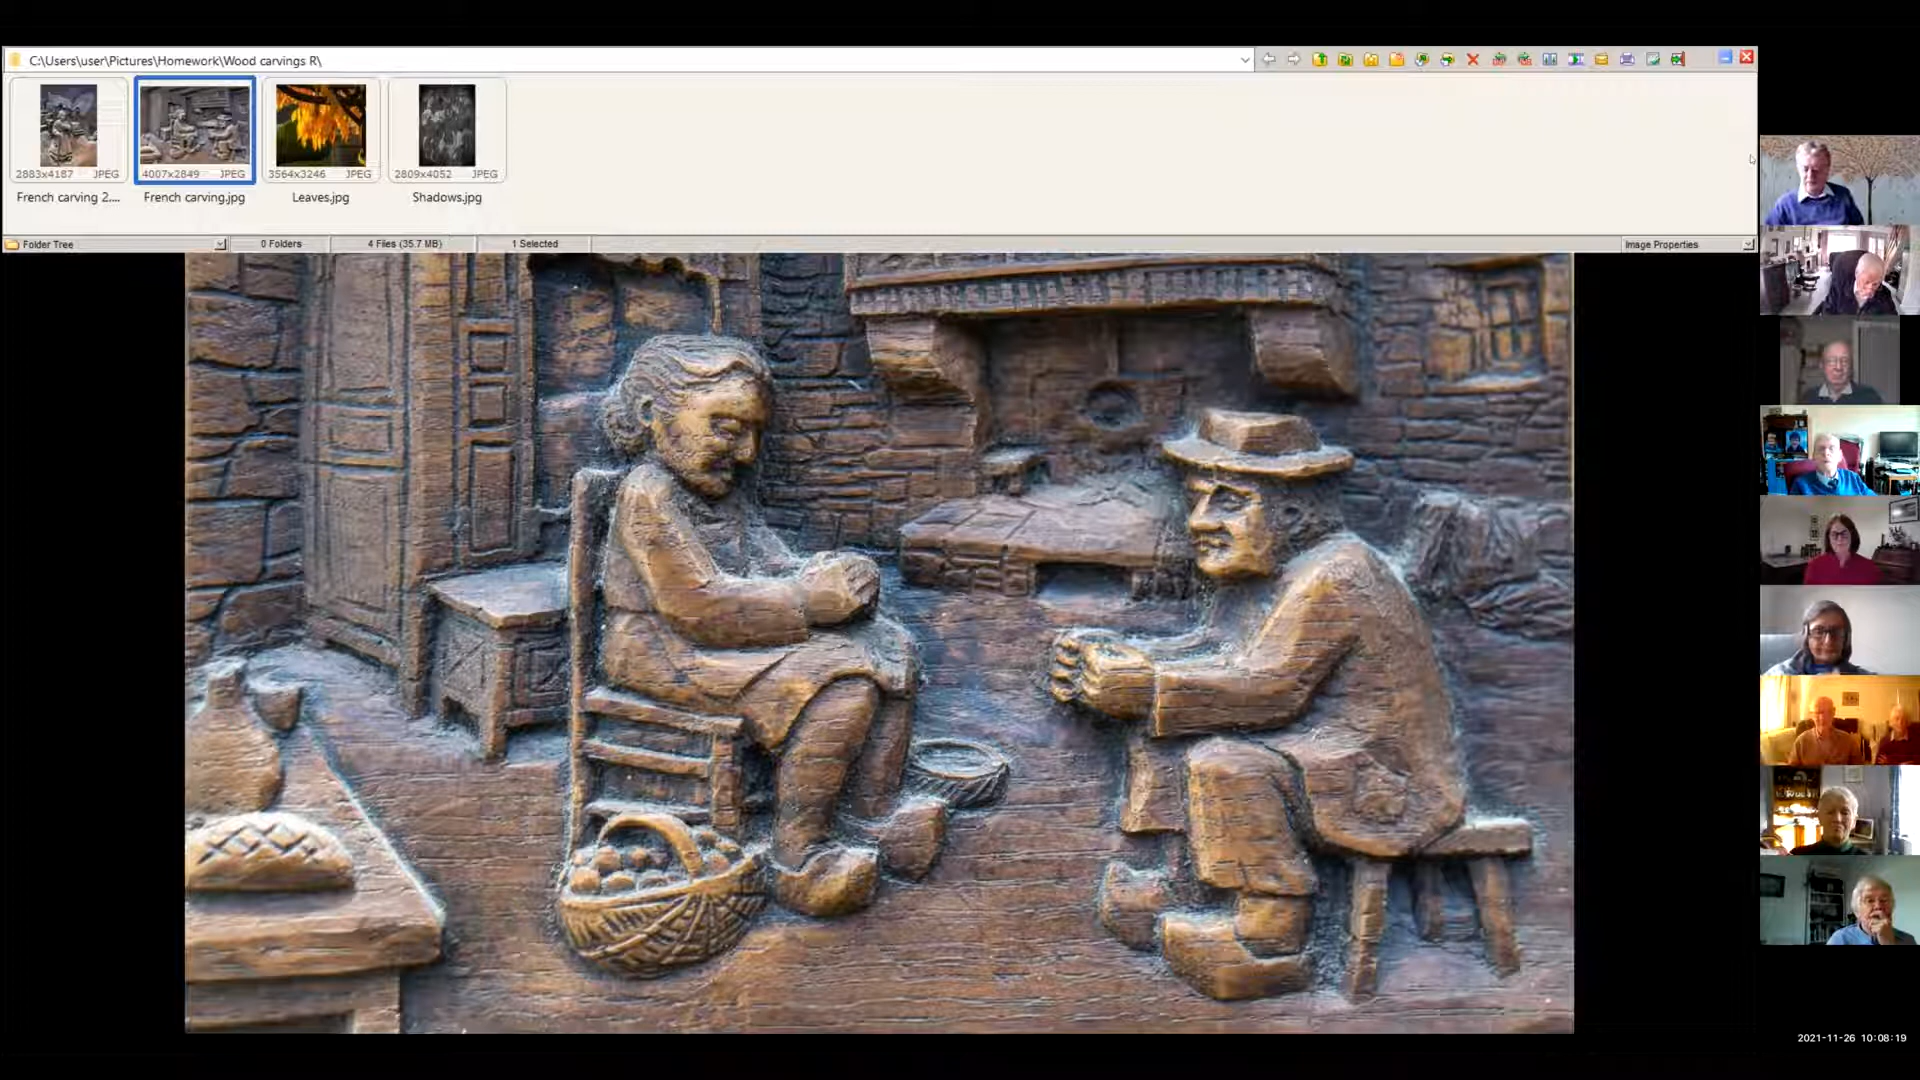 C:\Users\user\Pictures\Homework\Wood carvings R\
2883x4187 JPEG
4007x2849 JPEG
3564x3246 JPEG
2809x4052 JPEG
French carving 2....
French carving.jpg
Leaves.jpg
Shadows.jpg
Folder Tree
0 Folders
4 Files (35.7 MB)
1 Selected
Image Properties
2021-11-26 10:08:19